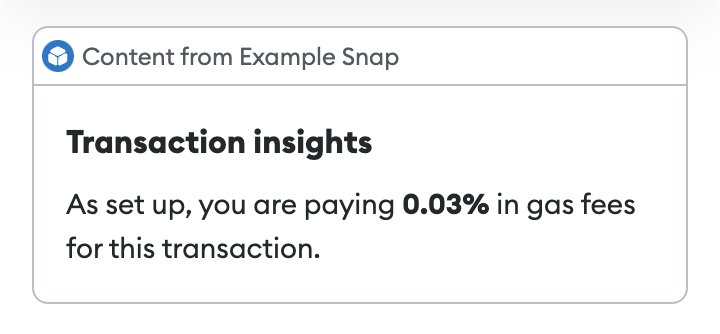 Content from Example Snap
Transaction insights
As set up, you are paying 0.03% in gas fees
for this transaction.